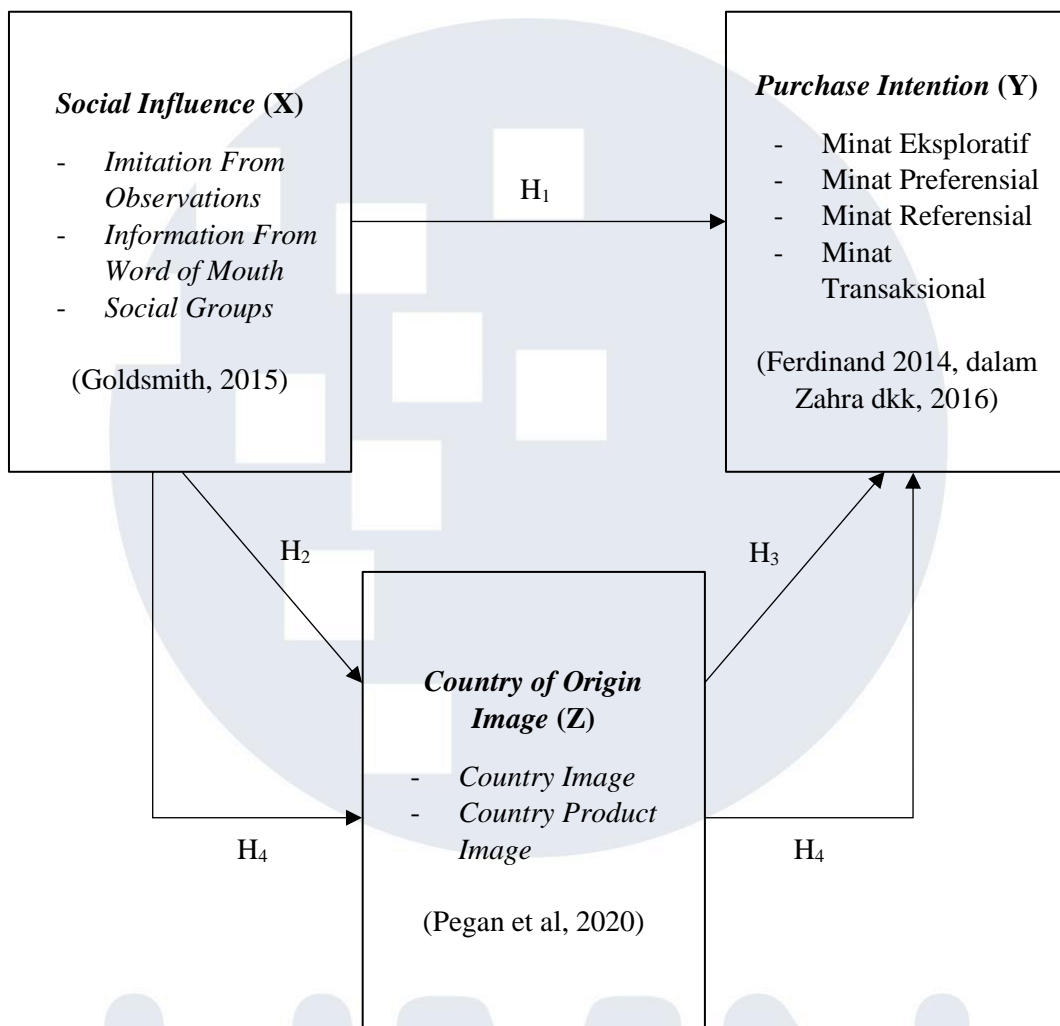 Social Influence (X)
- Imitation From
Observations
- Information From
Word of Mouth
- Social Groups
(Goldsmith, 2015)
H₁
Purchase Intention (Y)
- Minat Eksploratif
- Minat Preferensial
- Minat Referensial
- Minat
Transaksional
(Ferdinand 2014, dalam
Zahra dkk, 2016)
H₂
H₃
Country of Origin
Image (Z)
- Country Image
- Country Product
Image
(Pegan et al, 2020)
H₄
H₄